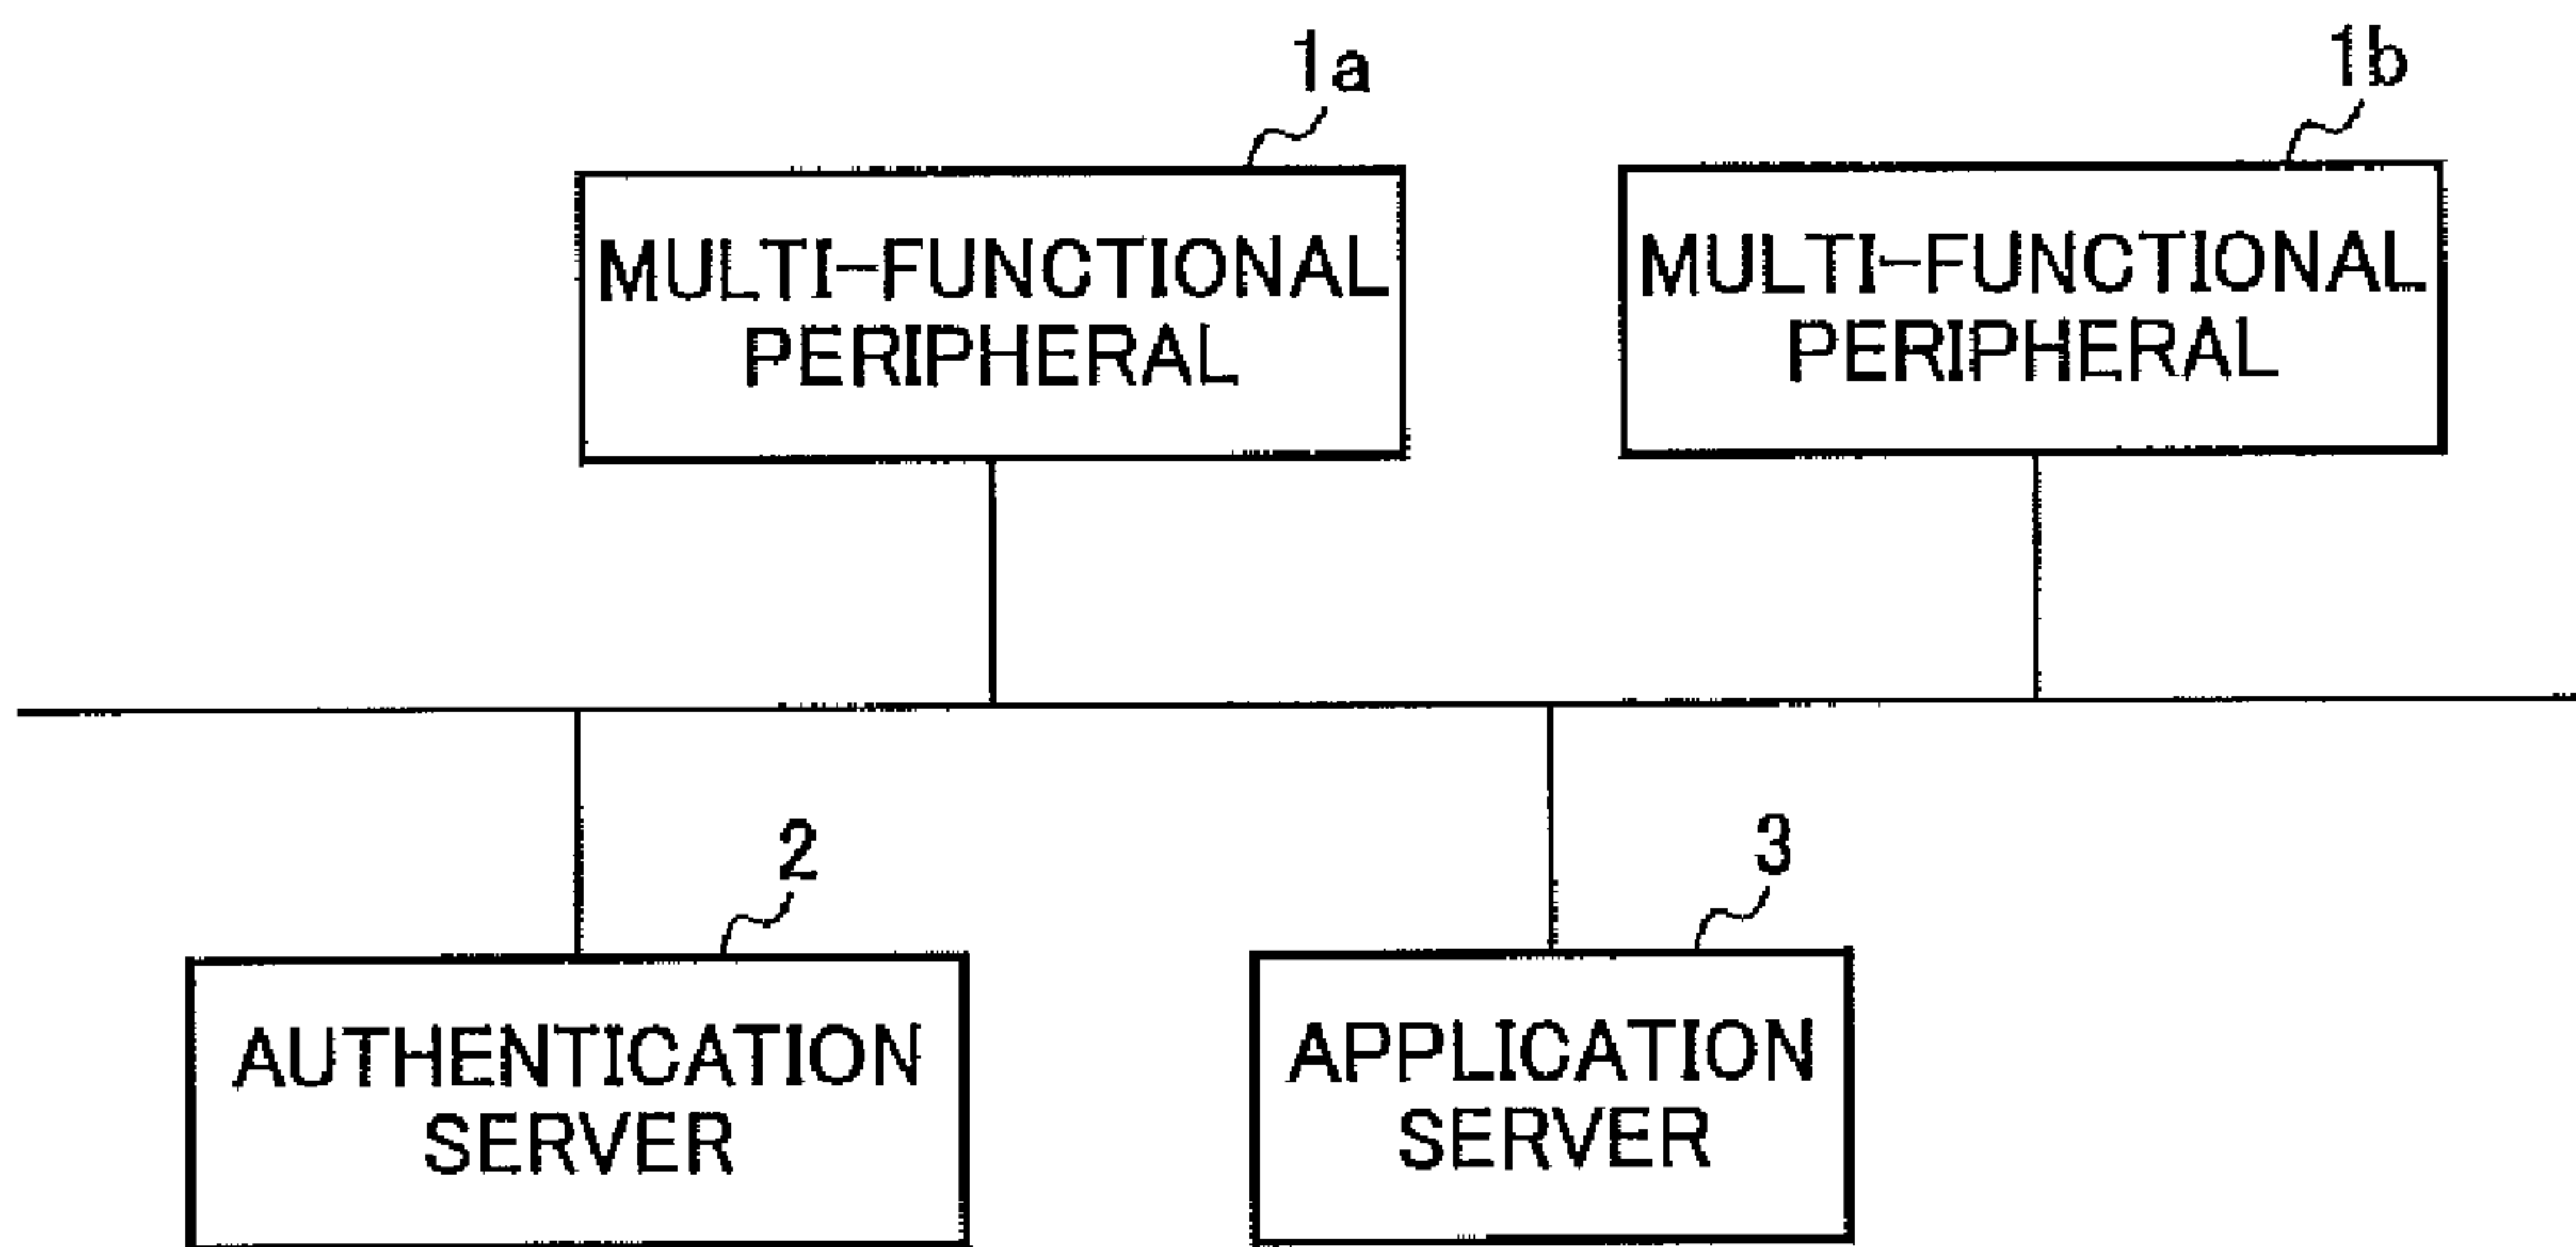 1a
1b
MULTI-FUNCTIONAL
PERIPHERAL
MULTI-FUNCTIONAL
PERIPHERAL
2
3
AUTHENTICATION
SERVER
APPLICATION
SERVER